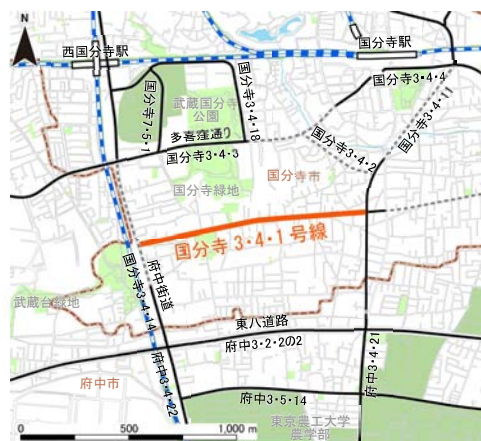 N
西国分寺駅
国分寺駅
国分寺3・4・4
国分寺7・5・1
武蔵国分寺
公園
国分寺3・4・18
国分寺3・4・11
多喜窪通り
国分寺3・4・3
国分寺3・4・2
国分寺緑地
国分寺市
国分寺 3・4・1 号線
府中街道
国分寺3・4・14
武蔵台緑地
東八道路
府中3・2・2の2
府中3・4・21
府中3・4・22
府中市
府中3・5・14
東京農工大学
農学部
0 500 1,000 m